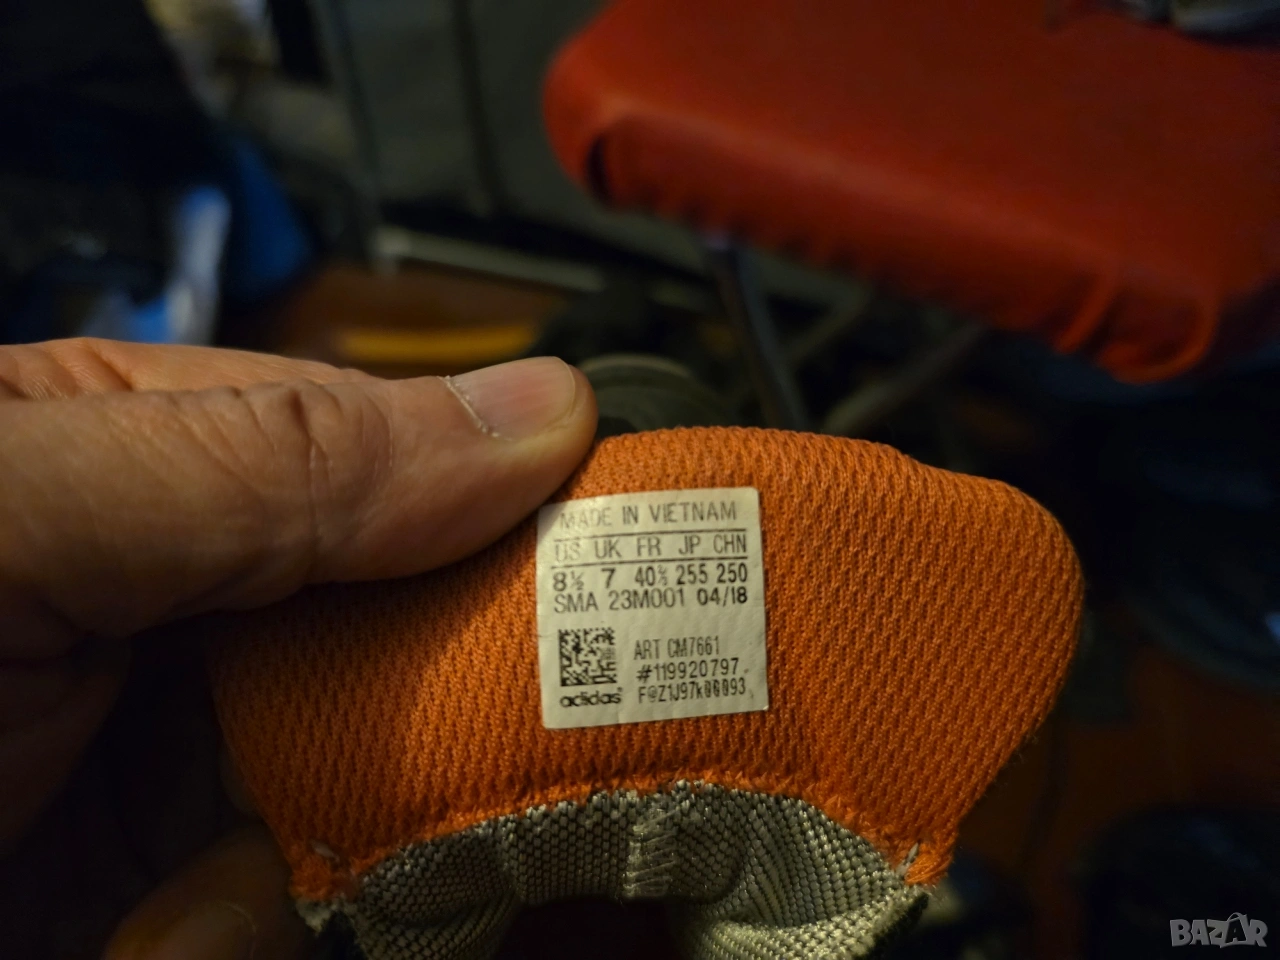 MADE IN VIETNAM
US UK FR JP CHN
8½ 7 40⅔ 255 250
SMA 23M001 04/18
ART CM7661
#119920797
adidas
BAZAR